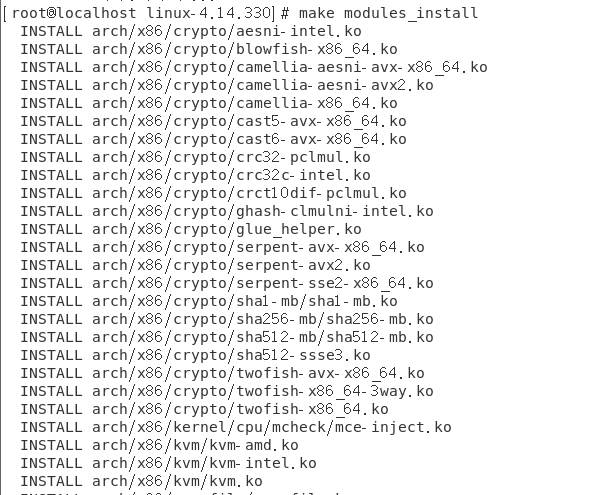 [root@localhost linux-4.14.330]# make modules_install
INSTALL arch/x86/crypto/aesni-intel.ko
INSTALL arch/x86/crypto/blowfish-x86_64.ko
INSTALL arch/x86/crypto/camellia-aesni-avx-x86_64.ko
INSTALL arch/x86/crypto/camellia-aesni-avx2.ko
INSTALL arch/x86/crypto/camellia-x86_64.ko
INSTALL arch/x86/crypto/cast5-avx-x86_64.ko
INSTALL arch/x86/crypto/cast6-avx-x86_64.ko
INSTALL arch/x86/crypto/crc32-pclmul.ko
INSTALL arch/x86/crypto/crc32c-intel.ko
INSTALL arch/x86/crypto/crct10dif-pclmul.ko
INSTALL arch/x86/crypto/ghash-clmulni-intel.ko
INSTALL arch/x86/crypto/glue_helper.ko
INSTALL arch/x86/crypto/serpent-avx-x86_64.ko
INSTALL arch/x86/crypto/serpent-avx2.ko
INSTALL arch/x86/crypto/serpent-sse2-x86_64.ko
INSTALL arch/x86/crypto/sha1-mb/sha1-mb.ko
INSTALL arch/x86/crypto/sha256-mb/sha256-mb.ko
INSTALL arch/x86/crypto/sha512-mb/sha512-mb.ko
INSTALL arch/x86/crypto/sha512-ssse3.ko
INSTALL arch/x86/crypto/twofish-avx-x86_64.ko
INSTALL arch/x86/crypto/twofish-x86_64-3way.ko
INSTALL arch/x86/crypto/twofish-x86_64.ko
INSTALL arch/x86/kernel/cpu/mcheck/mce-inject.ko
INSTALL arch/x86/kvm/kvm-amd.ko
INSTALL arch/x86/kvm/kvm-intel.ko
INSTALL arch/x86/kvm/kvm.ko